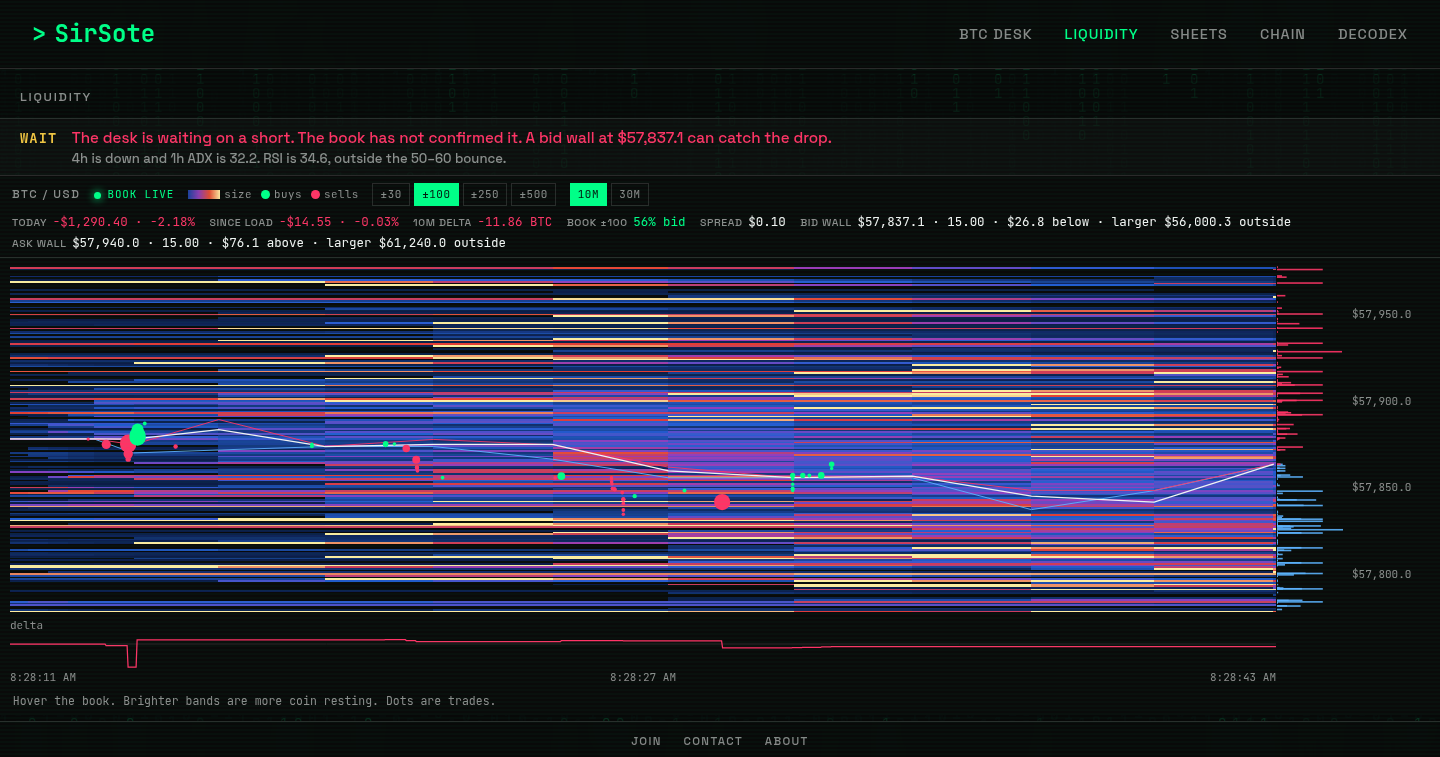 > SirSote
BTC DESK LIQUIDITY SHEETS CHAIN DECODEX
LIQUIDITY
WAIT The desk is waiting on a short. The book has not confirmed it. A bid wall at $57,837.1 can catch the drop.
4h is down and 1h ADX is 32.2. RSI is 34.6, outside the 50–60 bounce.
BTC / USD BOOK LIVE size buys sells ±30 ±100 ±250 ±500 10M 30M
TODAY -$1,290.40 · -2.18% SINCE LOAD -$14.55 · -0.03% 10M DELTA -11.86 BTC BOOK ±100 56% bid SPREAD $0.10 BID WALL $57,837.1 · 15.00 · $26.8 below · larger $56,000.3 outside
ASK WALL $57,940.0 · 15.00 · $76.1 above · larger $61,240.0 outside
$57,950.0
$57,900.0
$57,850.0
$57,800.0
delta
8:28:11 AM 8:28:27 AM 8:28:43 AM
Hover the book. Brighter bands are more coin resting. Dots are trades.
JOIN CONTACT ABOUT